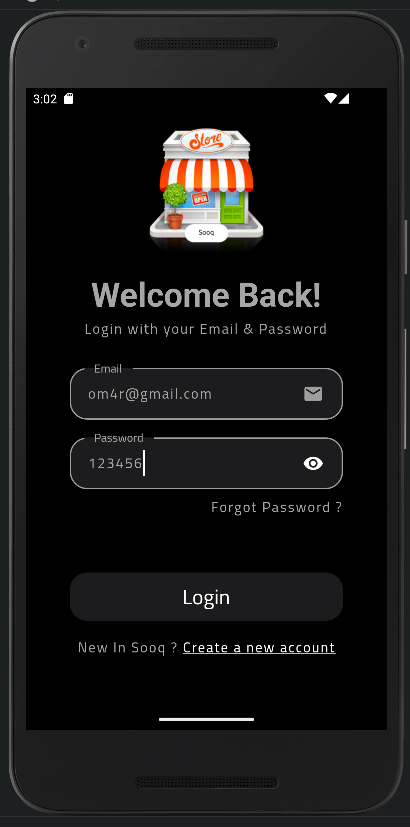 3:02
Store
OPEN
Sooq
Welcome Back!
Login with your Email & Password
Email
om4r@gmail.com
Password
123456
Forgot Password ?
Login
New In Sooq ? Create a new account